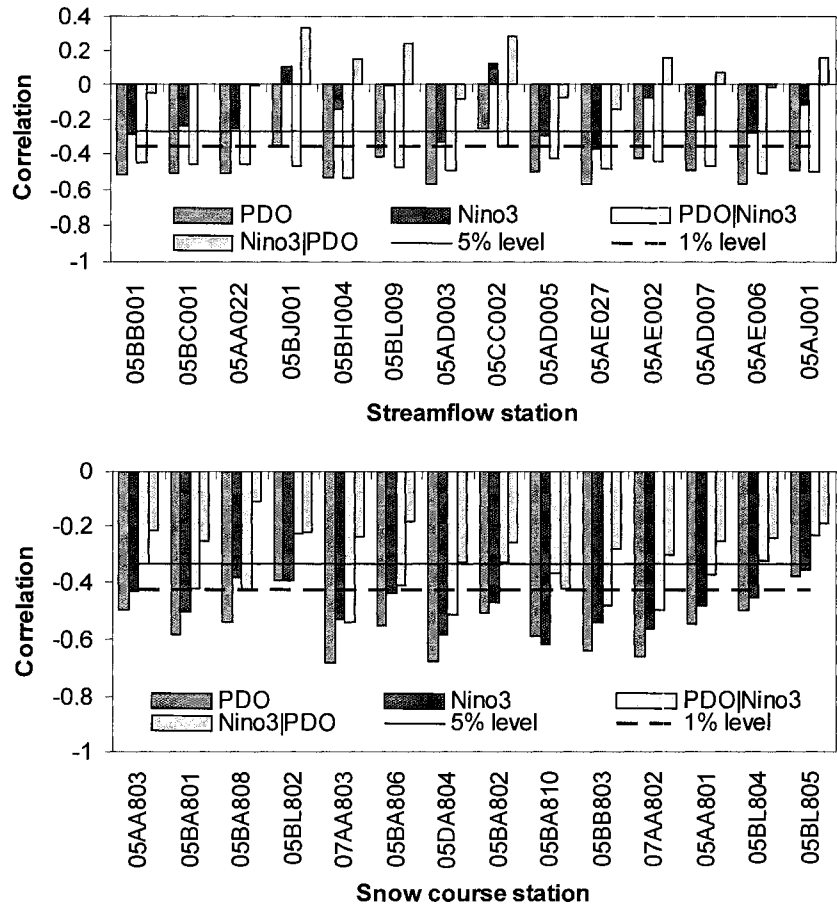 0.4
0.2
0
-0.2
-0.4
-0.6
-0.8
-1
Correlation
PDO
Nino3
PDO|Nino3
Nino3|PDO
5% level
1% level
05BB001
05BC001
05AA022
05BJ001
05BH004
05BL009
05AD003
05CC002
05AD005
05AE027
05AE002
05AD007
05AE006
05AJ001
Streamflow station
0
-0.2
-0.4
-0.6
-0.8
-1
Correlation
PDO
Nino3
PDO|Nino3
Nino3|PDO
5% level
1% level
05AA803
05BA801
05BA808
05BL802
07AA803
05BA806
05DA804
05BA802
05BA810
05BB803
07AA802
05AA801
05BL804
05BL805
Snow course station